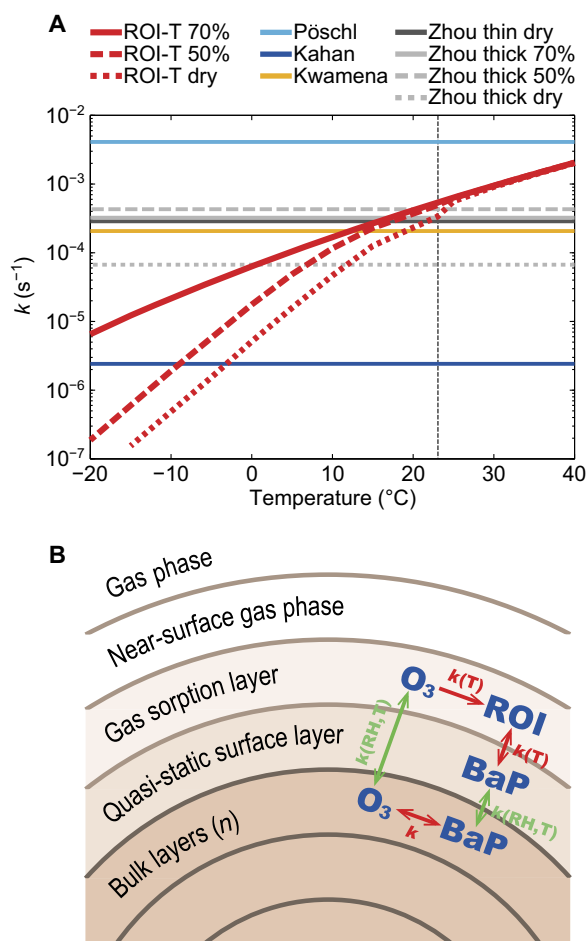 A
ROI-T 70%
ROI-T 50%
ROI-T dry
Pöschl
Kahan
Kwamena
Zhou thin dry
Zhou thick 70%
Zhou thick 50%
Zhou thick dry
10⁻²
10⁻³
10⁻⁴
10⁻⁵
10⁻⁶
10⁻⁷
k (s⁻¹)
−20 −10 0 10 20 30 40
Temperature (°C)
B
Gas phase
Near-surface gas phase
Gas sorption layer
Quasi-static surface layer
Bulk layers (n)
O₃
k(T)
ROI
k(RH,T)
k(T)
BaP
k(RH,T)
O₃
k
BaP